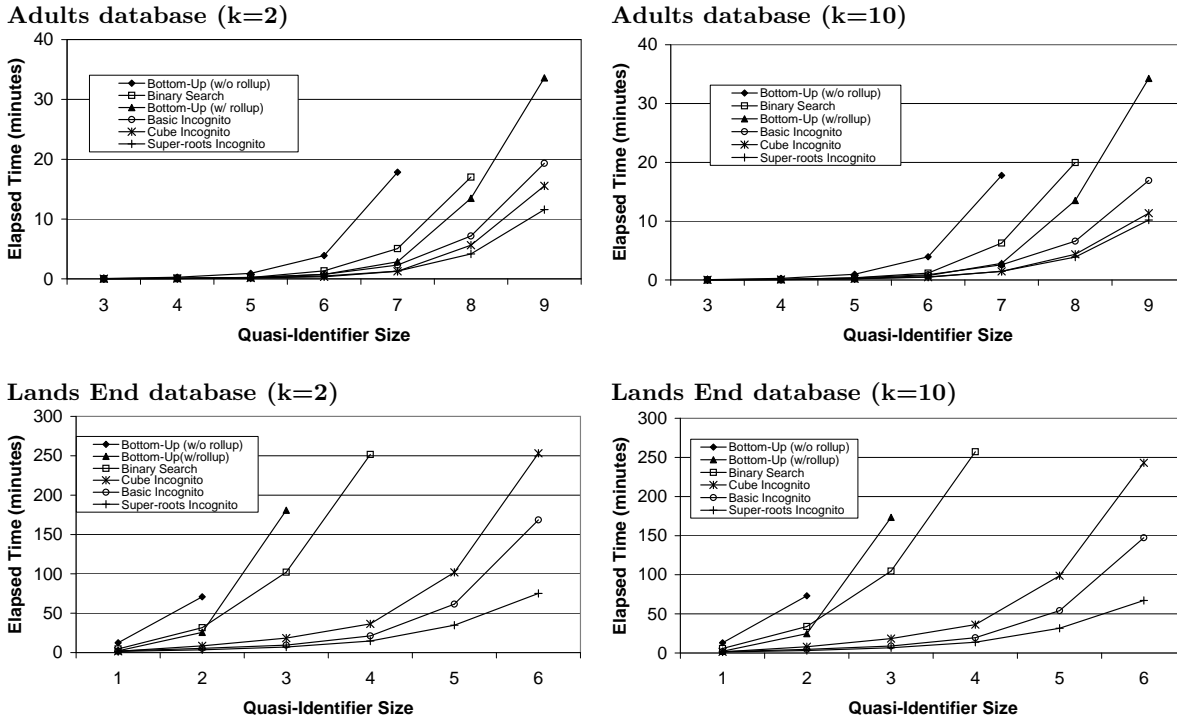 Adults database (k=2)
Elapsed Time (minutes)
40
30
20
10
0
Bottom-Up (w/o rollup)
Binary Search
Bottom-Up (w/ rollup)
Basic Incognito
Cube Incognito
Super-roots Incognito
3 4 5 6 7 8 9
Quasi-Identifier Size
Adults database (k=10)
Elapsed Time (minutes)
40
30
20
10
0
Bottom-Up (w/o rollup)
Binary Search
Bottom-Up (w/rollup)
Basic Incognito
Cube Incognito
Super-roots Incognito
3 4 5 6 7 8 9
Quasi-Identifier Size
Lands End database (k=2)
Elapsed Time (minutes)
300
250
200
150
100
50
0
Bottom-Up (w/o rollup)
Bottom-Up(w/rollup)
Binary Search
Cube Incognito
Basic Incognito
Super-roots Incognito
1 2 3 4 5 6
Quasi-Identifier Size
Lands End database (k=10)
Elapsed Time (minutes)
300
250
200
150
100
50
0
Bottom-Up (w/o rollup)
Bottom-Up (w/rollup)
Binary Search
Cube Incognito
Basic Incognito
Super-roots Incognito
1 2 3 4 5 6
Quasi-Identifier Size